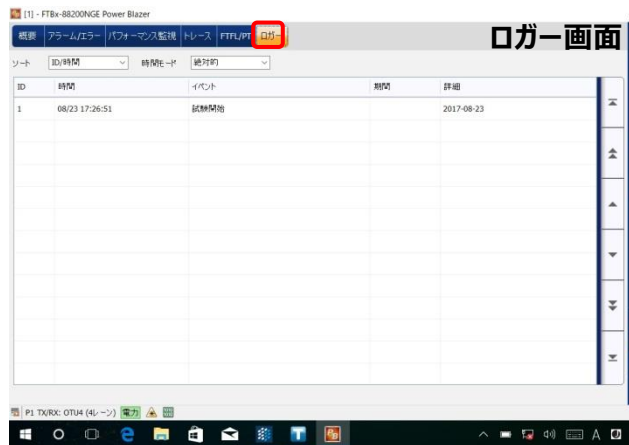 [1] - FTBx-88200NGE Power Blazer
概要 アラーム/エラー パフォーマンス監視 トレース FTFL/PT ロガー
ロガー画面
ソート ID/時間 時間モード 絶対的
ID 時間 イベント 期間 詳細
1 08/23 17:26:51 試験開始 2017-08-23
P1 TX/RX: OTU4 (4レーン) 電力
A